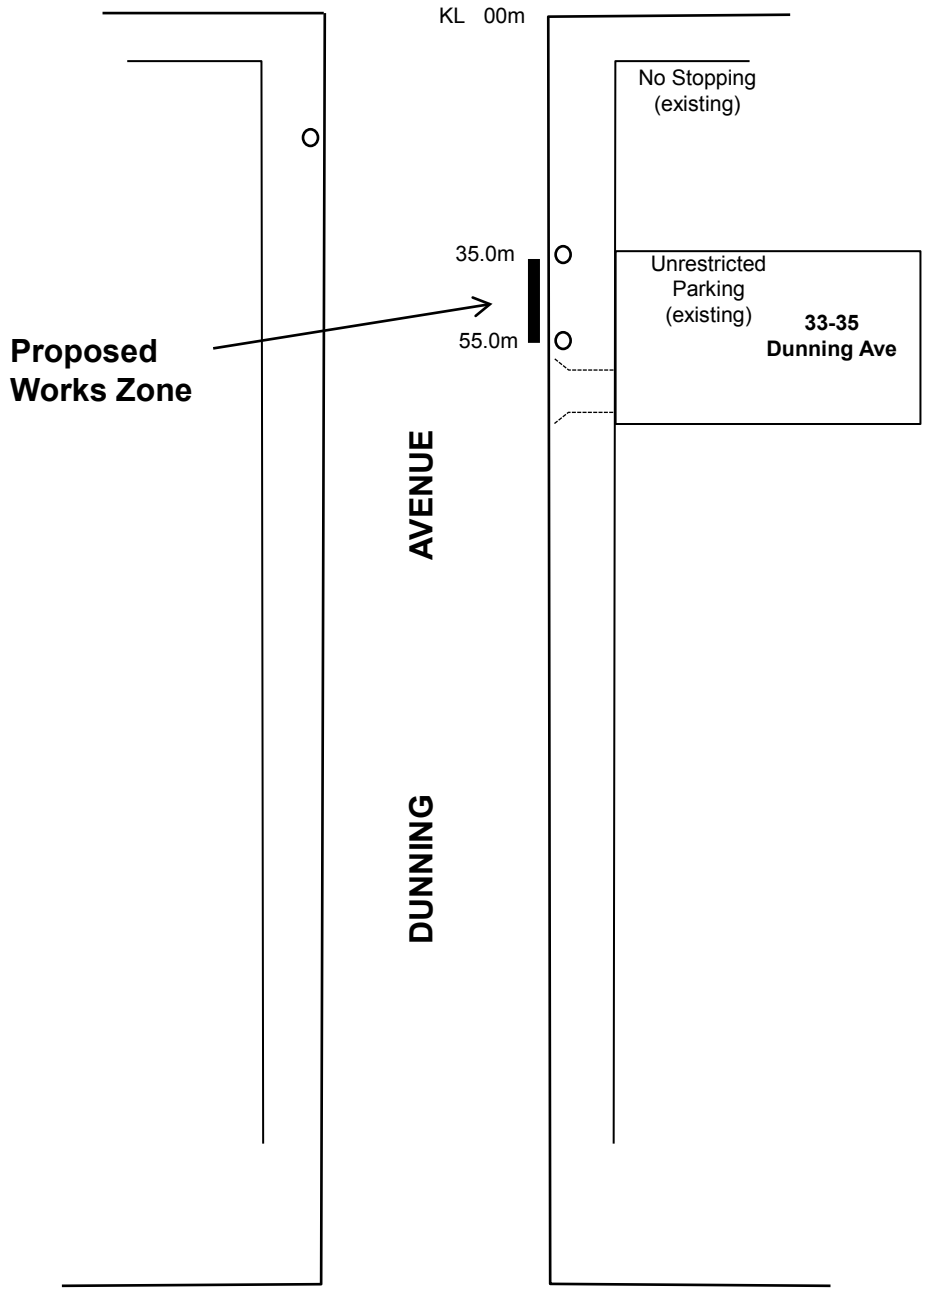 KL 00m
No Stopping
(existing)
35.0m
Unrestricted
Parking
(existing)
33-35
Dunning Ave
55.0m
Proposed
Works Zone
AVENUE
DUNNING